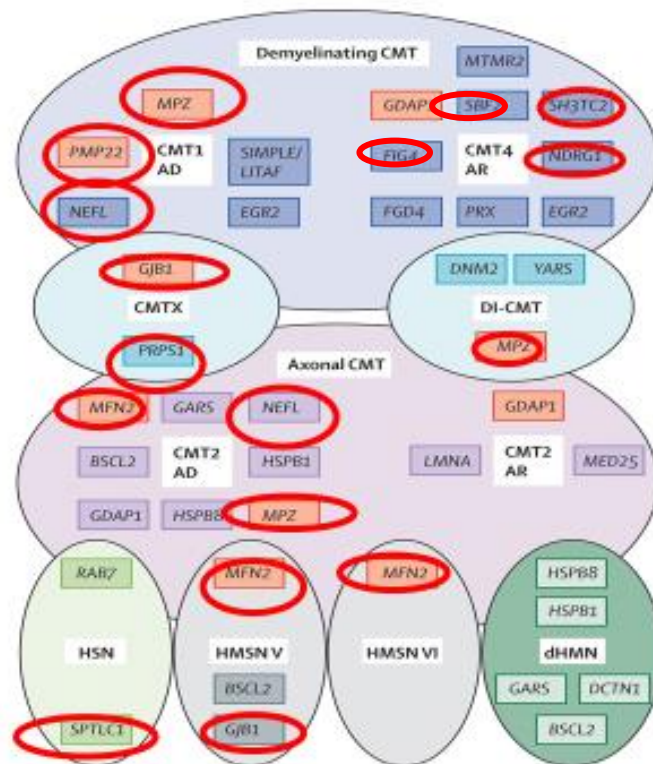 Demyelinating CMT
MTMR2
MPZ
GDAP
SBF2
SH3TC2
PMP22
CMT1
AD
SIMPLE/
LITAF
FIG4
CMT4
AR
NDRG1
NEFL
EGR2
FGD4
PRX
EGR2
GJB1
CMTX
PRPS1
DNM2
YARS
DI-CMT
MPZ
Axonal CMT
MFN2
GARS
NEFL
GDAP1
BSCL2
CMT2
AD
HSPB1
LMNA
CMT2
AR
MED25
GDAP1
HSPB8
MPZ
RAB7
HSN
SPTLC1
MFN2
HMSN V
BSCL2
GJB1
MFN2
HMSN VI
HSPB8
HSPB1
dHMN
GARS
DCTN1
BSCL2